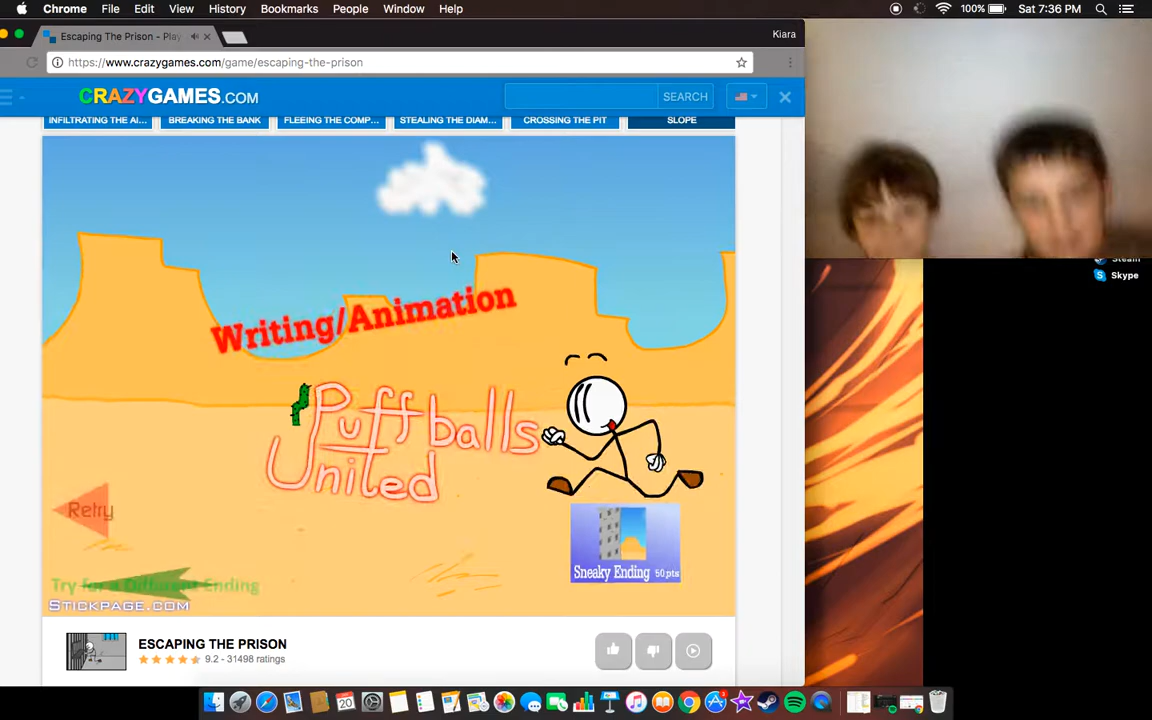 Chrome File Edit View History Bookmarks People Window Help 100% Sat 7:36 PM
Escaping The Prison - Play Kiara
https://www.crazygames.com/game/escaping-the-prison
CRAZYGAMES.COM SEARCH
INFILTRATING THE AI... BREAKING THE BANK FLEEING THE COMP... STEALING THE DIAM... CROSSING THE PIT SLOPE
Steam
Skype
Writing/Animation
Puffballs
United
Retry
Sneaky Ending 50pts
Try for a Different Ending
STICKPAGE.COM
ESCAPING THE PRISON
9.2 - 31498 ratings
20